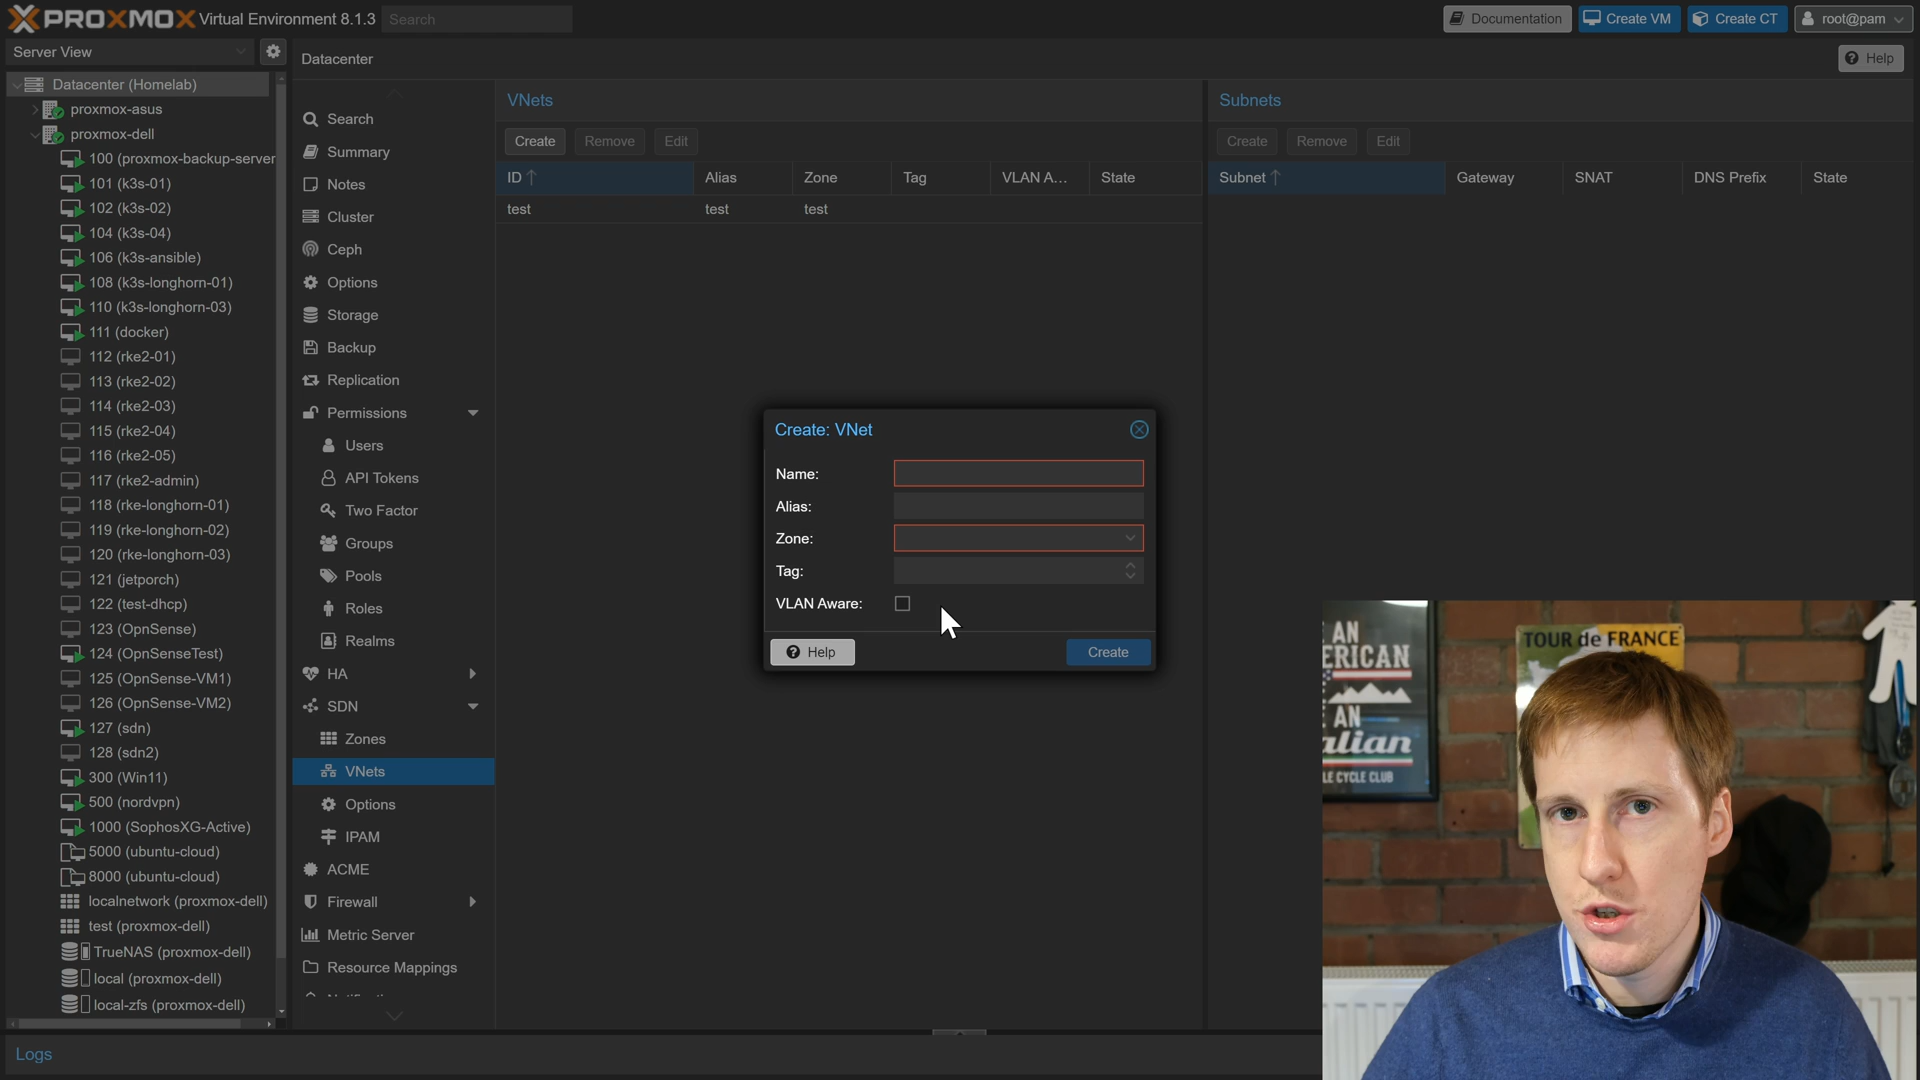 PROXMOX Virtual Environment 8.1.3 Search
Documentation Create VM Create CT root@pam
Server View
Datacenter
Help
Datacenter (Homelab)
proxmox-asus
proxmox-dell
100 (proxmox-backup-server
101 (k3s-01)
102 (k3s-02)
104 (k3s-04)
106 (k3s-ansible)
108 (k3s-longhorn-01)
110 (k3s-longhorn-03)
111 (docker)
112 (rke2-01)
113 (rke2-02)
114 (rke2-03)
115 (rke2-04)
116 (rke2-05)
117 (rke2-admin)
118 (rke-longhorn-01)
119 (rke-longhorn-02)
120 (rke-longhorn-03)
121 (jetporch)
122 (test-dhcp)
123 (OpnSense)
124 (OpnSenseTest)
125 (OpnSense-VM1)
126 (OpnSense-VM2)
127 (sdn)
128 (sdn2)
300 (Win11)
500 (nordvpn)
1000 (SophosXG-Active)
5000 (ubuntu-cloud)
8000 (ubuntu-cloud)
localnetwork (proxmox-dell)
test (proxmox-dell)
TrueNAS (proxmox-dell)
local (proxmox-dell)
local-zfs (proxmox-dell)
Search
Summary
Notes
Cluster
Ceph
Options
Storage
Backup
Replication
Permissions
Users
API Tokens
Two Factor
Groups
Pools
Roles
Realms
HA
SDN
Zones
VNets
Options
IPAM
ACME
Firewall
Metric Server
Resource Mappings
VNets
Create Remove Edit
ID Alias Zone Tag VLAN A... State
test test test
Subnets
Create Remove Edit
Subnet Gateway SNAT DNS Prefix State
Create: VNet
Name:
Alias:
Zone:
Tag:
VLAN Aware:
Help Create
AN
ERICAN
AN
alian
LE CYCLE CLUB
TOUR de FRANCE
Logs